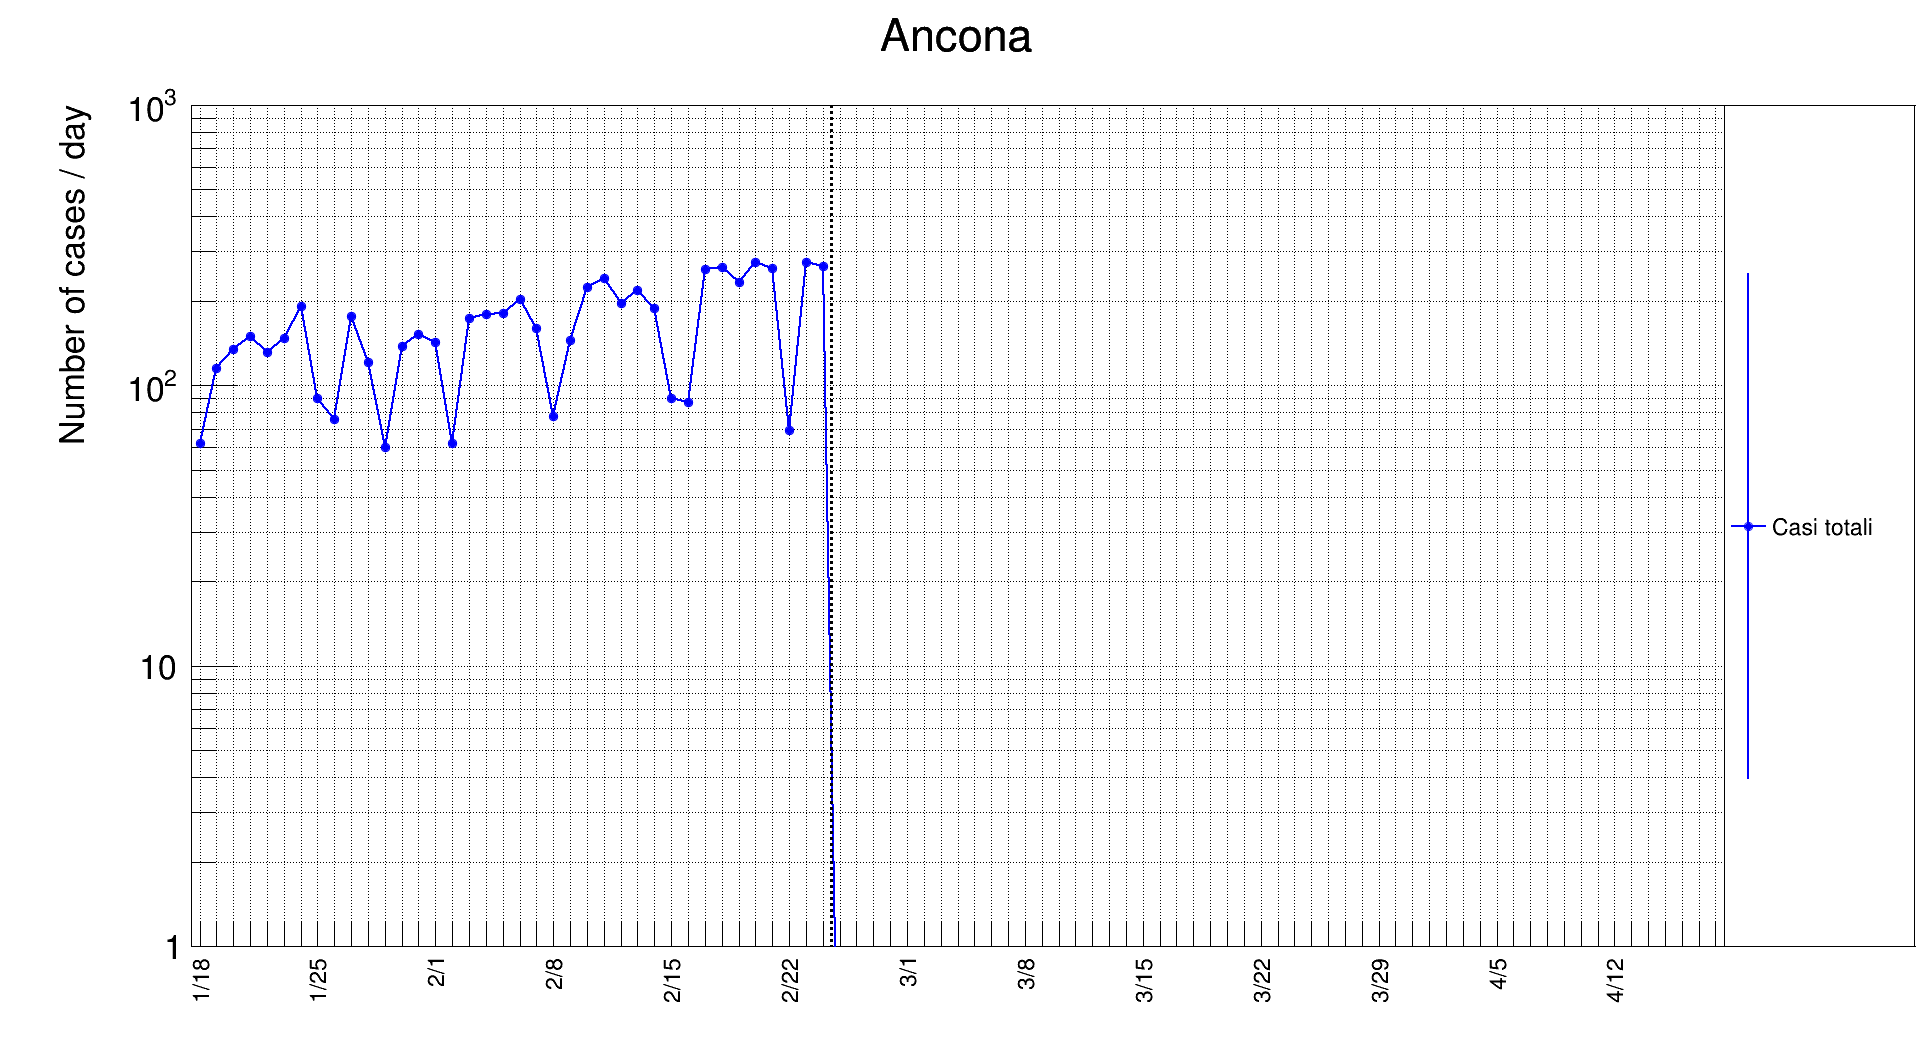 Ancona
Number of cases / day
10³
10²
10
1
1/18 1/25 2/1 2/8 2/15 2/22 3/1 3/8 3/15 3/22 3/29 4/5 4/12
Casi totali